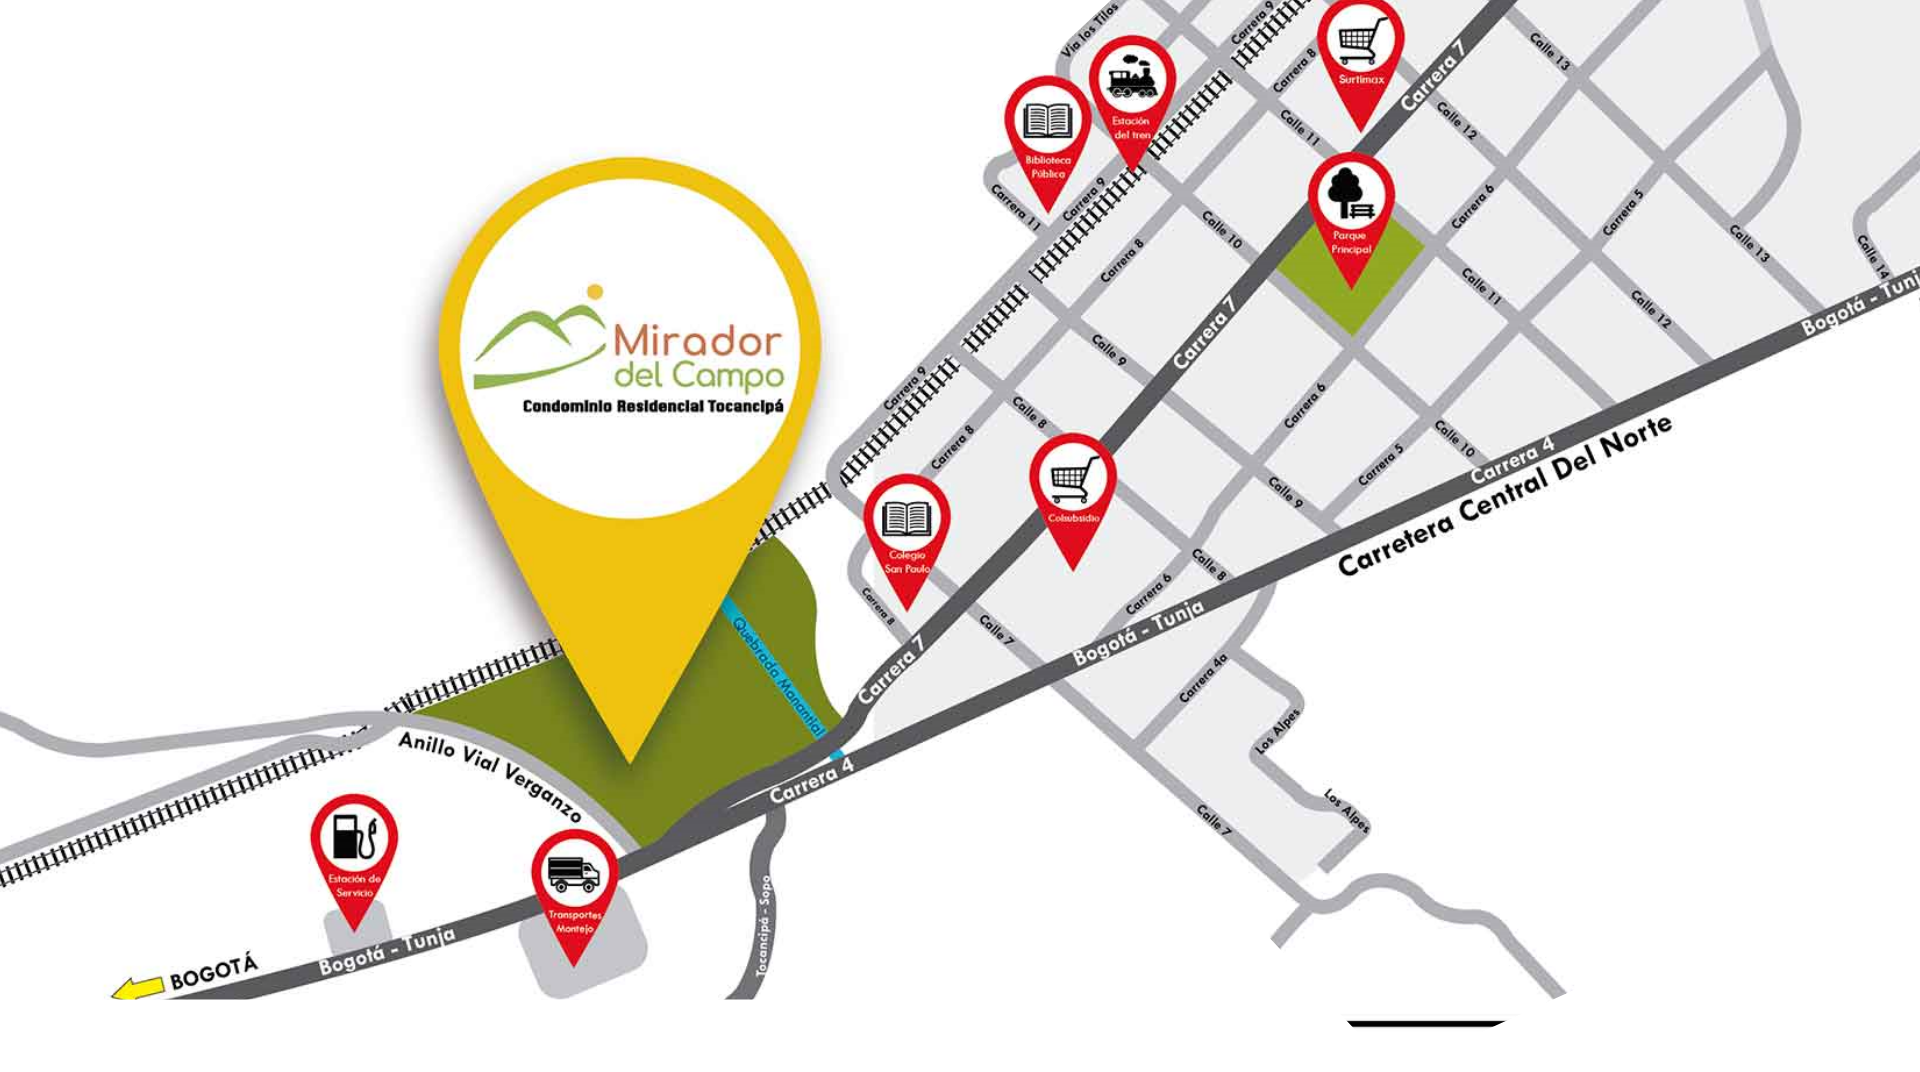 Vía los Tilos
Carrera 9
Surtimax
Carrera 7
Calle 13
Carrera 8
Estación
del tren
Calle 11
Calle 12
Biblioteca
Pública
Carrera 11
Carrera 9
Calle 10
Parque
Principal
Carrera 6
Carrera 5
Calle 13
Calle 14
Carrera 8
Calle 11
Calle 12
Bogotá - Tunj
Mirador
del Campo
Condominio Residencial Tocancipá
Carrera 7
Calle 9
Carrera 9
Calle 8
Carrera 6
Carrera 8
Carrera 5
Calle 10
Carrera 4
Carretera Central Del Norte
Colsubsidio
Calle 9
Colegio
San Paulo
Carrera 8
Calle 7
Calle 8
Carrera 6
Bogotá - Tunja
Quebrada Manantial
Carrera 7
Carrera 4a
Los Alpes
Anillo Vial Verganzo
Carrera 4
Los Alpes
Calle 7
Estación de
Servicio
Transportes
Montejo
Tocancipá - Sopo
Bogotá - Tunja
BOGOTÁ